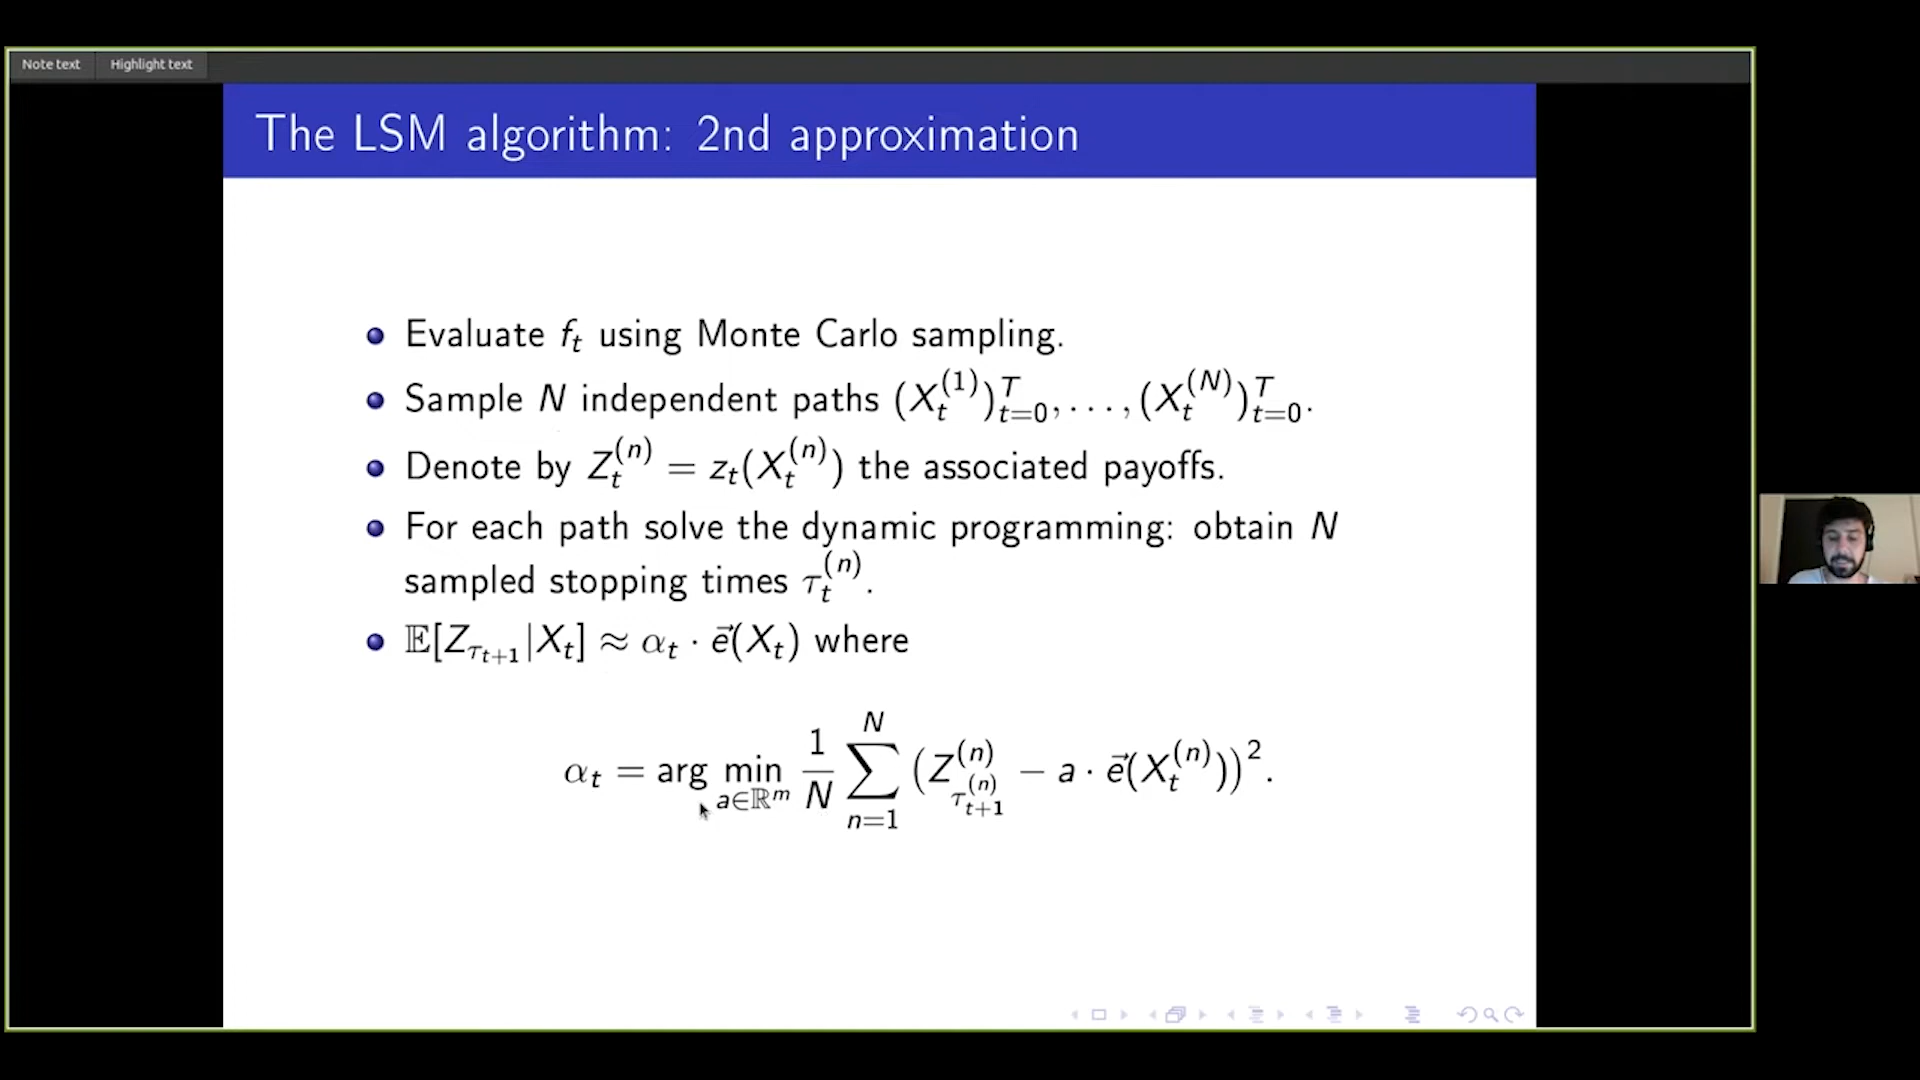 Note text Highlight text
The LSM algorithm: 2nd approximation
Evaluate f_t using Monte Carlo sampling.
Sample N independent paths (X_t^{(1)})_{t=0}^T, . . . , (X_t^{(N)})_{t=0}^T.
Denote by Z_t^{(n)} = z_t(X_t^{(n)}) the associated payoffs.
For each path solve the dynamic programming: obtain N
sampled stopping times τ_t^{(n)}.
𝔼[Z_{τ_{t+1}}|X_t] ≈ α_t · e⃗(X_t) where
α_t = arg min_{a∈ℝ^m} \frac{1}{N} ∑_{n=1}^{N} (Z^{(n)}_{τ^{(n)}_{t+1}} − a · e⃗(X_t^{(n)}))^2.